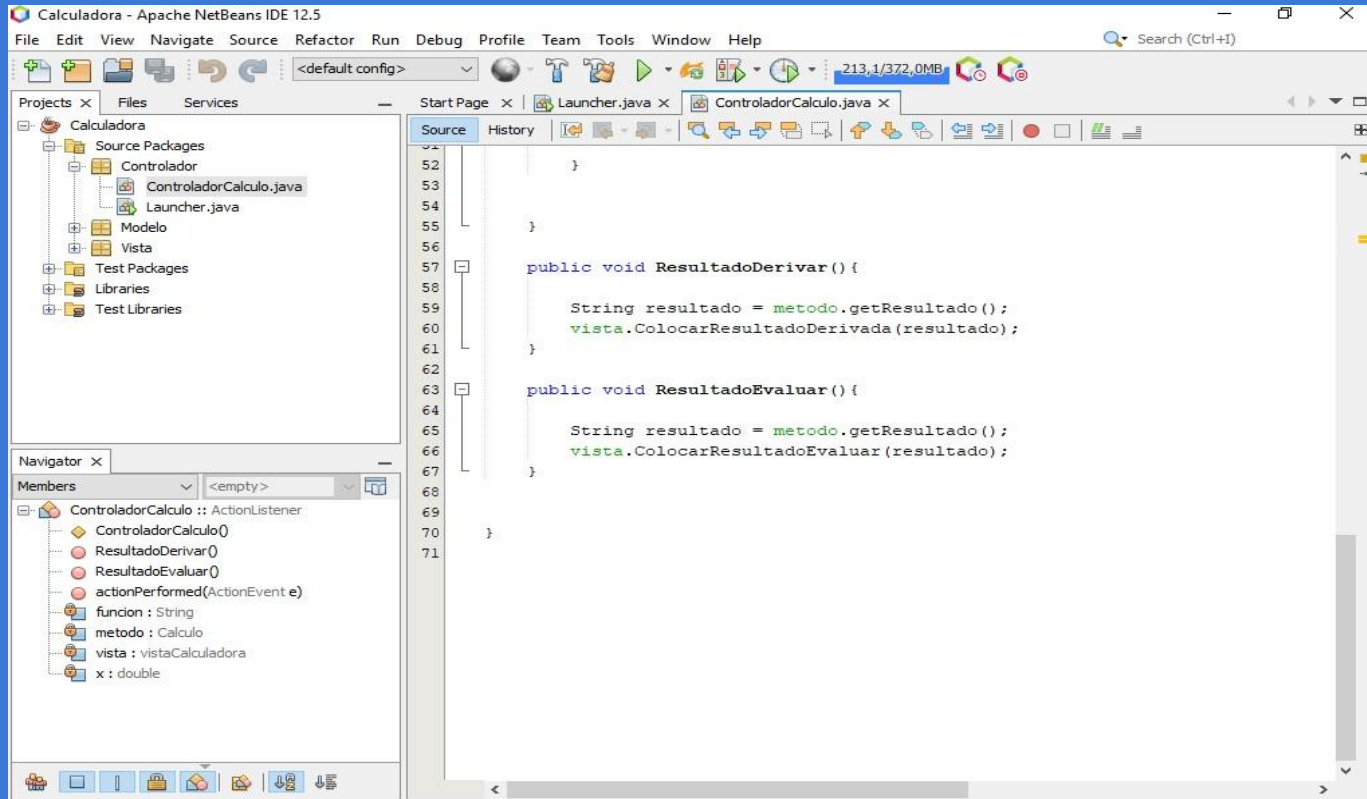 Calculadora - Apache NetBeans IDE 12.5
File Edit View Navigate Source Refactor Run Debug Profile Team Tools Window Help
Search (Ctrl+I)
<default config>
213,1/372,0MB
Projects Files Services
Calculadora
Source Packages
Controlador
ControladorCalculo.java
Launcher.java
Modelo
Vista
Test Packages
Libraries
Test Libraries
Navigator
Members <empty>
ControladorCalculo :: ActionListener
ControladorCalculo()
ResultadoDerivar()
ResultadoEvaluar()
actionPerformed(ActionEvent e)
funcion : String
metodo : Calculo
vista : vistaCalculadora
x : double
Start Page Launcher.java ControladorCalculo.java
Source History
51
52 }
53
54
55 }
56
57 public void ResultadoDerivar(){
58
59 String resultado = metodo.getResultado();
60 vista.ColocarResultadoDerivada(resultado);
61 }
62
63 public void ResultadoEvaluar(){
64
65 String resultado = metodo.getResultado();
66 vista.ColocarResultadoEvaluar(resultado);
67 }
68
69
70 }
71